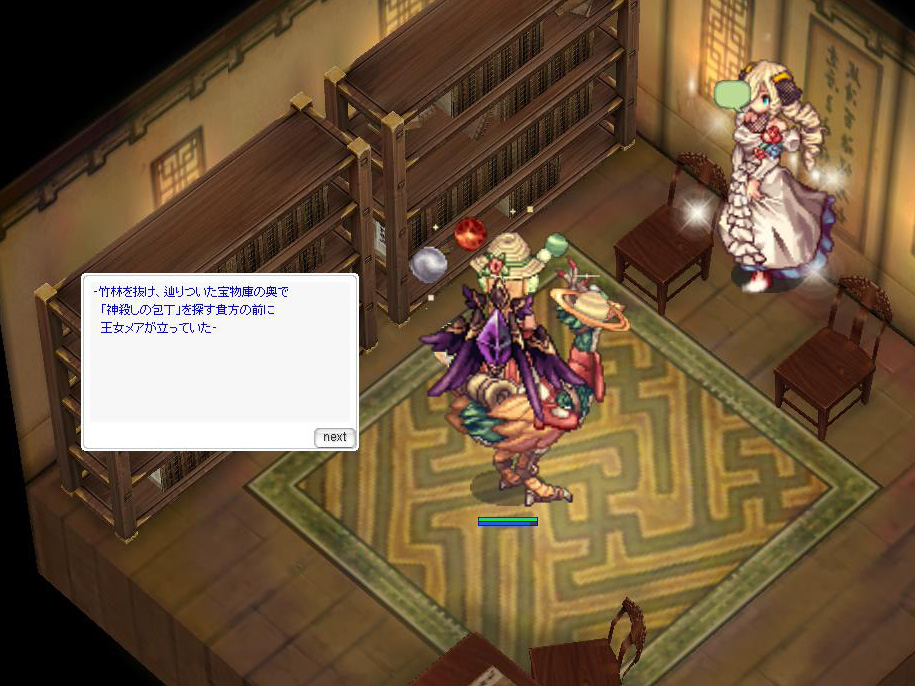 -竹林を抜け、辿りついた宝物庫の奥で
「神殺しの包丁」を探す貴方の前に
王女メアが立っていた-
next